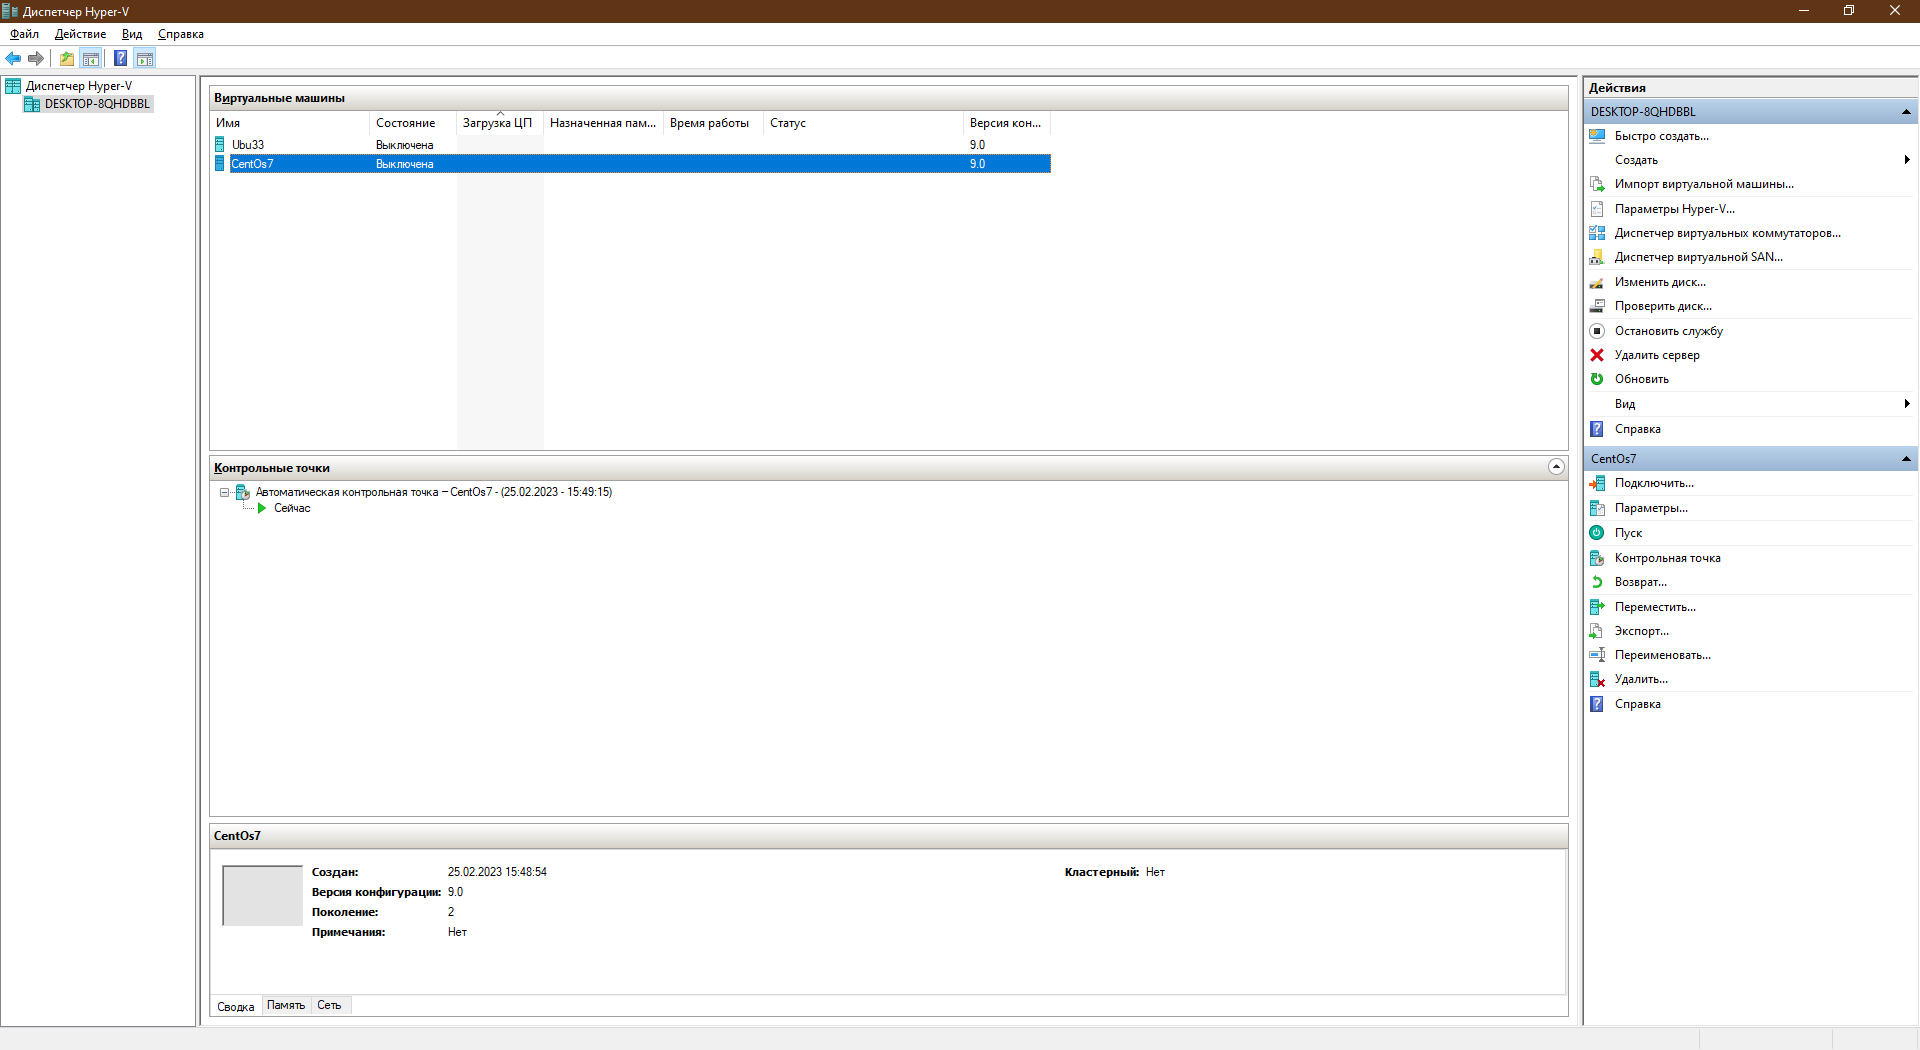 Диспетчер Hyper-V
Файл Действие Вид Справка
Диспетчер Hyper-V
DESKTOP-8QHDBBL
Виртуальные машины
Имя Состояние Загрузка ЦП Назначенная пам... Время работы Статус Версия кон...
Ubu33 Выключена 9.0
CentOs7 Выключена 9.0
Контрольные точки
Автоматическая контрольная точка – CentOs7 - (25.02.2023 - 15:49:15)
Сейчас
CentOs7
Создан: 25.02.2023 15:48:54 Кластерный: Нет
Версия конфигурации: 9.0
Поколение: 2
Примечания: Нет
Сводка Память Сеть
Действия
DESKTOP-8QHDBBL
Быстро создать...
Создать
Импорт виртуальной машины...
Параметры Hyper-V...
Диспетчер виртуальных коммутаторов...
Диспетчер виртуальной SAN...
Изменить диск...
Проверить диск...
Остановить службу
Удалить сервер
Обновить
Вид
Справка
CentOs7
Подключить...
Параметры...
Пуск
Контрольная точка
Возврат...
Переместить...
Экспорт...
Переименовать...
Удалить...
Справка